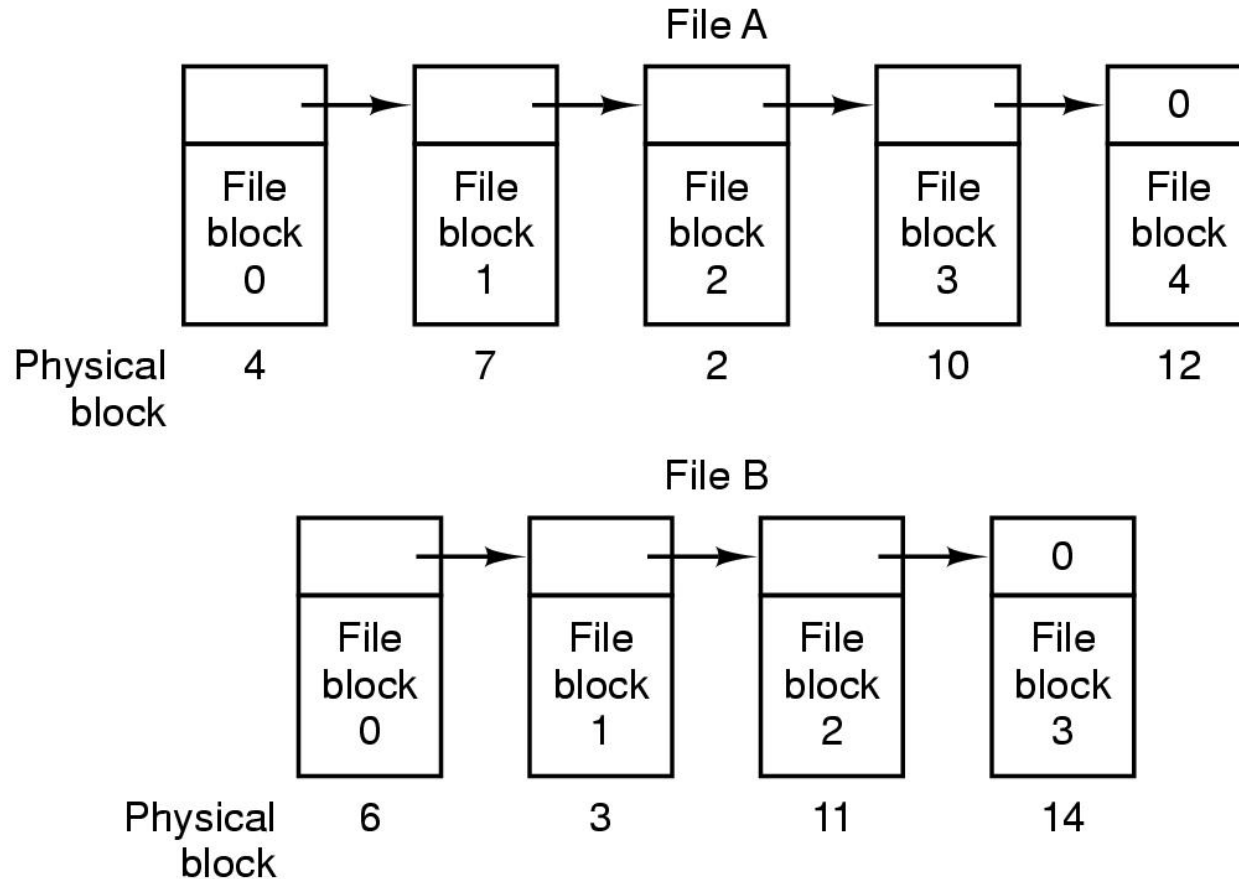 File A
0
File File File File File
block block block block block
0 1 2 3 4
Physical 4 7 2 10 12
block
File B
0
File File File File
block block block block
0 1 2 3
Physical 6 3 11 14
block